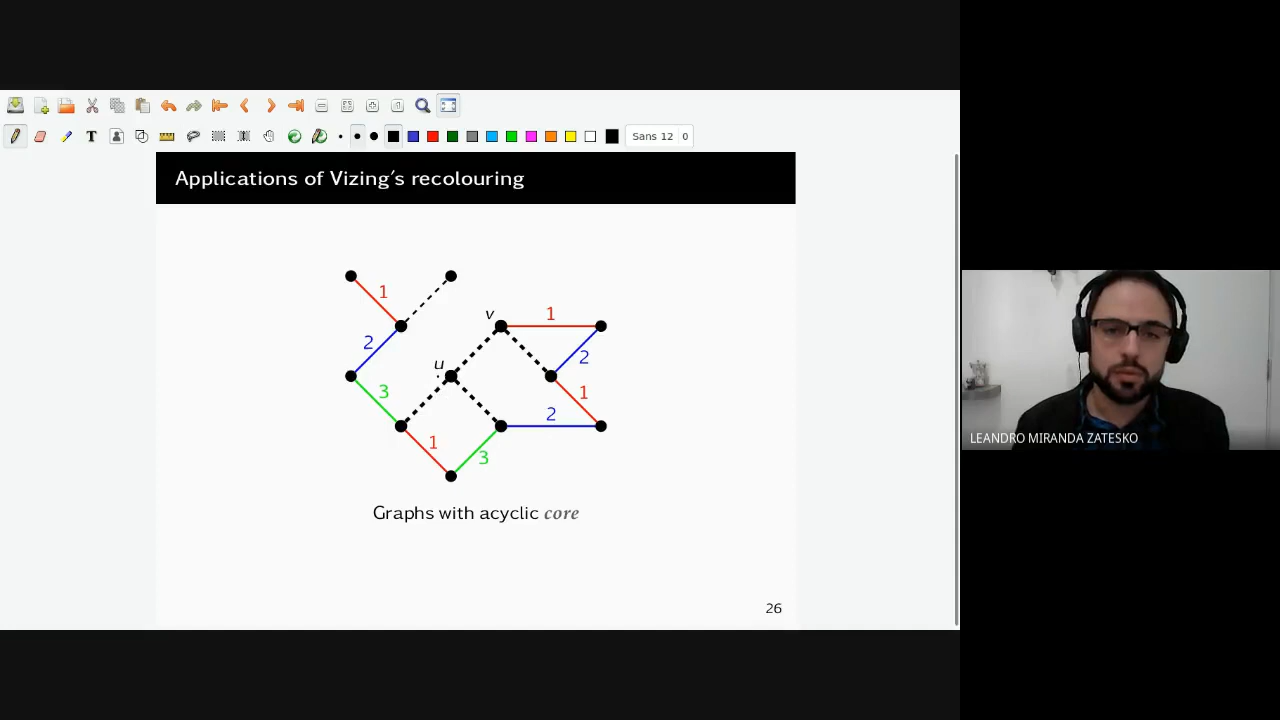 Sans 12 0
T
Applications of Vizing's recolouring
1
v
1
2
2
u
3
1
2
1
3
Graphs with acyclic core
26
LEANDRO MIRANDA ZATESKO